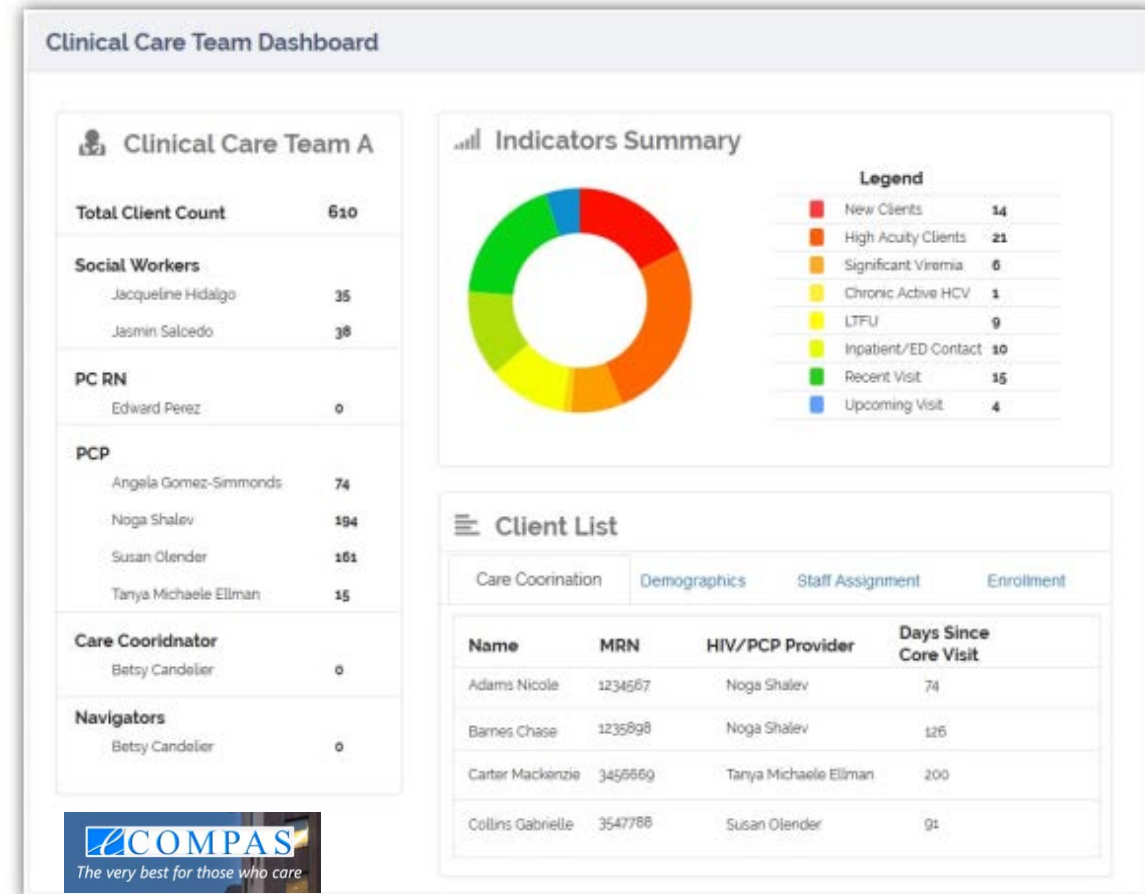 Clinical Care Team Dashboard
Clinical Care Team A
Total Client Count 610
Social Workers
Jacqueline Hidalgo 35
Jasmin Salcedo 38
PC RN
Edward Perez 0
PCP
Angela Gomez-Simmonds 74
Noga Shalev 194
Susan Olender 161
Tanya Michaele Ellman 15
Care Cooridnator
Betsy Candelier 0
Navigators
Betsy Candelier 0
Indicators Summary
Legend
New Clients 14
High Acuity Clients 21
Significant Viremia 6
Chronic Active HCV 1
LTFU 9
Inpatient/ED Contact 10
Recent Visit 15
Upcoming Visit 4
Client List
Care Coorination Demographics Staff Assignment Enrollment
Name MRN HIV/PCP Provider Days Since
Core Visit
Adams Nicole 1234567 Noga Shalev 74
Barnes Chase 1235898 Noga Shalev 126
Carter Mackenzie 3456669 Tanya Michaele Ellman 200
Collins Gabrielle 3547788 Susan Olender 91
eCOMPAS
The very best for those who care